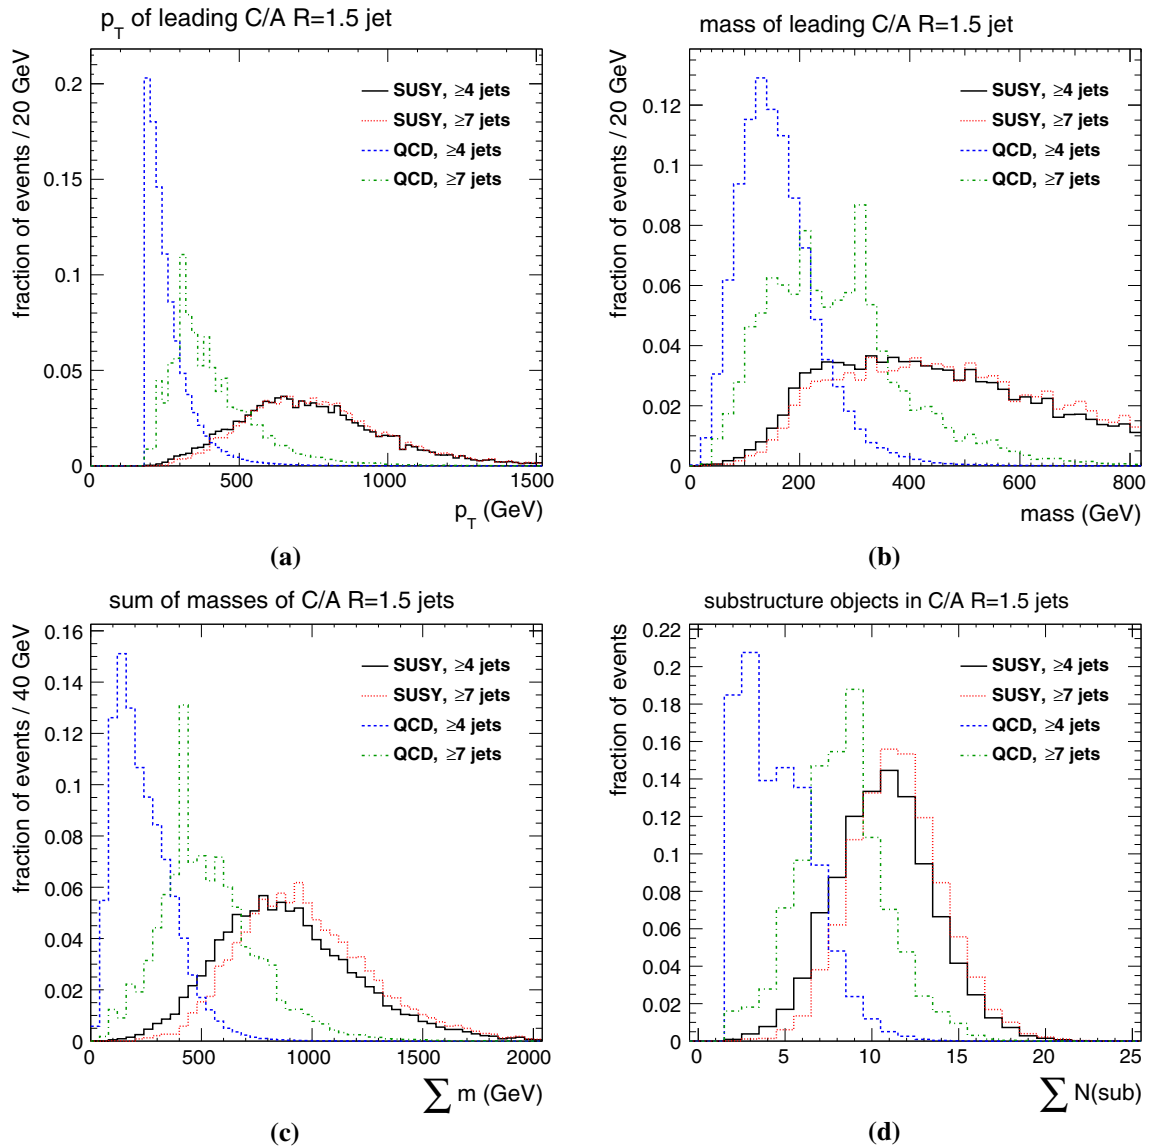 p_T of leading C/A R=1.5 jet
fraction of events / 20 GeV
0.2
0.15
0.1
0.05
0
SUSY, ≥4 jets
SUSY, ≥7 jets
QCD, ≥4 jets
QCD, ≥7 jets
0 500 1000 1500
p_T (GeV)
(a)
mass of leading C/A R=1.5 jet
fraction of events / 20 GeV
0.12
0.1
0.08
0.06
0.04
0.02
0
SUSY, ≥4 jets
SUSY, ≥7 jets
QCD, ≥4 jets
QCD, ≥7 jets
0 200 400 600 800
mass (GeV)
(b)
sum of masses of C/A R=1.5 jets
fraction of events / 40 GeV
0.16
0.14
0.12
0.1
0.08
0.06
0.04
0.02
0
SUSY, ≥4 jets
SUSY, ≥7 jets
QCD, ≥4 jets
QCD, ≥7 jets
0 500 1000 1500 2000
∑ m (GeV)
(c)
substructure objects in C/A R=1.5 jets
fraction of events
0.22
0.2
0.18
0.16
0.14
0.12
0.1
0.08
0.06
0.04
0.02
0
SUSY, ≥4 jets
SUSY, ≥7 jets
QCD, ≥4 jets
QCD, ≥7 jets
0 5 10 15 20 25
∑ N(sub)
(d)